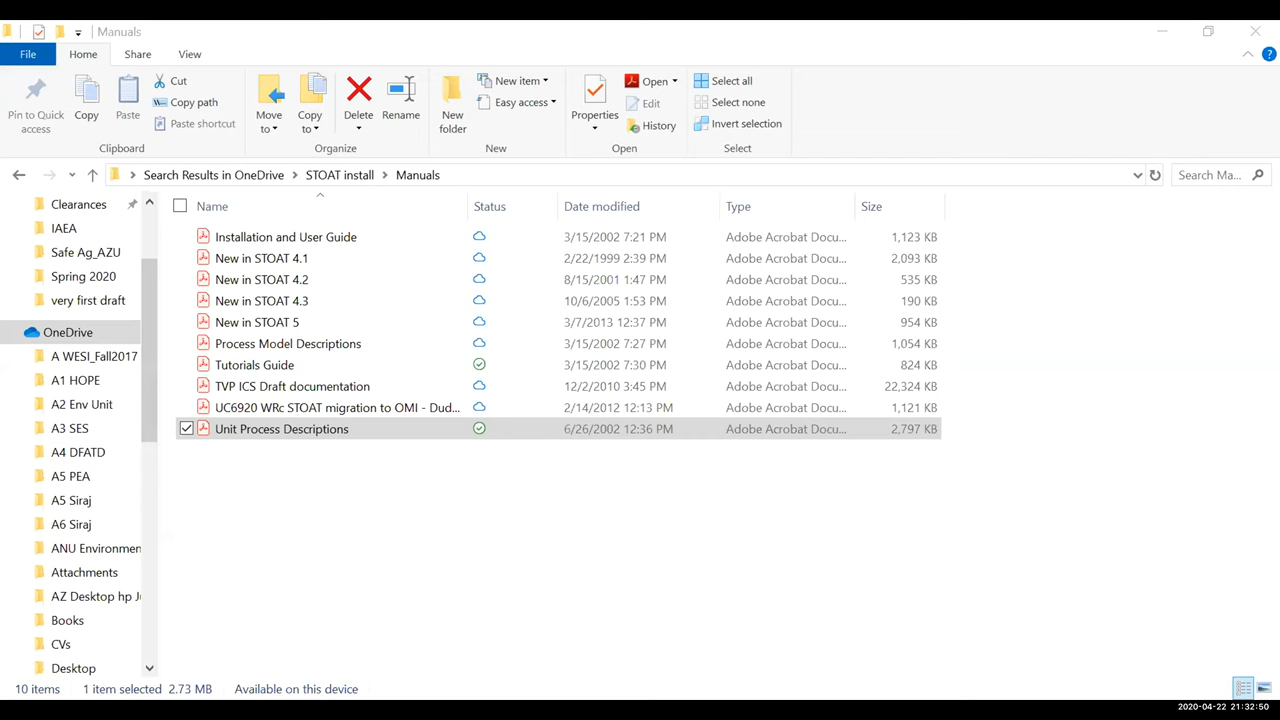 Manuals
File Home Share View
Pin to Quick access
Copy
Paste
Cut
Copy path
Paste shortcut
Clipboard
Move to
Copy to
Delete
Rename
Organize
New folder
New item
Easy access
New
Properties
Open
Edit
History
Open
Select all
Select none
Invert selection
Select
Search Results in OneDrive > STOAT install > Manuals
Search Ma...
Clearances
IAEA
Safe Ag_AZU
Spring 2020
very first draft
OneDrive
A WESI_Fall2017
A1 HOPE
A2 Env Unit
A3 SES
A4 DFATD
A5 PEA
A5 Siraj
A6 Siraj
ANU Environmen
Attachments
AZ Desktop hp Ju
Books
CVs
Desktop
Name Status Date modified Type Size
Installation and User Guide 3/15/2002 7:21 PM Adobe Acrobat Docu... 1,123 KB
New in STOAT 4.1 2/22/1999 2:39 PM Adobe Acrobat Docu... 2,093 KB
New in STOAT 4.2 8/15/2001 1:47 PM Adobe Acrobat Docu... 535 KB
New in STOAT 4.3 10/6/2005 1:53 PM Adobe Acrobat Docu... 190 KB
New in STOAT 5 3/7/2013 12:37 PM Adobe Acrobat Docu... 954 KB
Process Model Descriptions 3/15/2002 7:27 PM Adobe Acrobat Docu... 1,054 KB
Tutorials Guide 3/15/2002 7:30 PM Adobe Acrobat Docu... 824 KB
TVP ICS Draft documentation 12/2/2010 3:45 PM Adobe Acrobat Docu... 22,324 KB
UC6920 WRc STOAT migration to OMI - Dud... 2/14/2012 12:13 PM Adobe Acrobat Docu... 1,121 KB
Unit Process Descriptions 6/26/2002 12:36 PM Adobe Acrobat Docu... 2,797 KB
10 items 1 item selected 2.73 MB Available on this device
2020-04-22 21:32:50